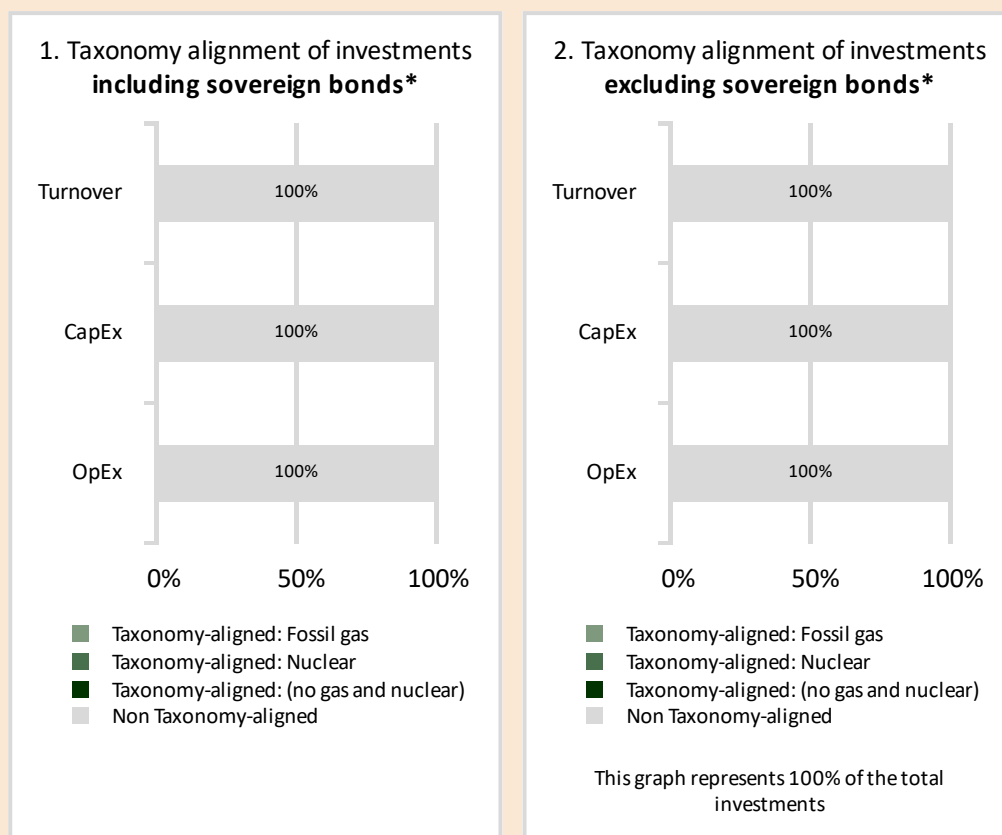 1. Taxonomy alignment of investments
including sovereign bonds*
Turnover
100%
CapEx
100%
OpEx
100%
0% 50% 100%
Taxonomy-aligned: Fossil gas
Taxonomy-aligned: Nuclear
Taxonomy-aligned: (no gas and nuclear)
Non Taxonomy-aligned
2. Taxonomy alignment of investments
excluding sovereign bonds*
Turnover
100%
CapEx
100%
OpEx
100%
0% 50% 100%
Taxonomy-aligned: Fossil gas
Taxonomy-aligned: Nuclear
Taxonomy-aligned: (no gas and nuclear)
Non Taxonomy-aligned
This graph represents 100% of the total
investments